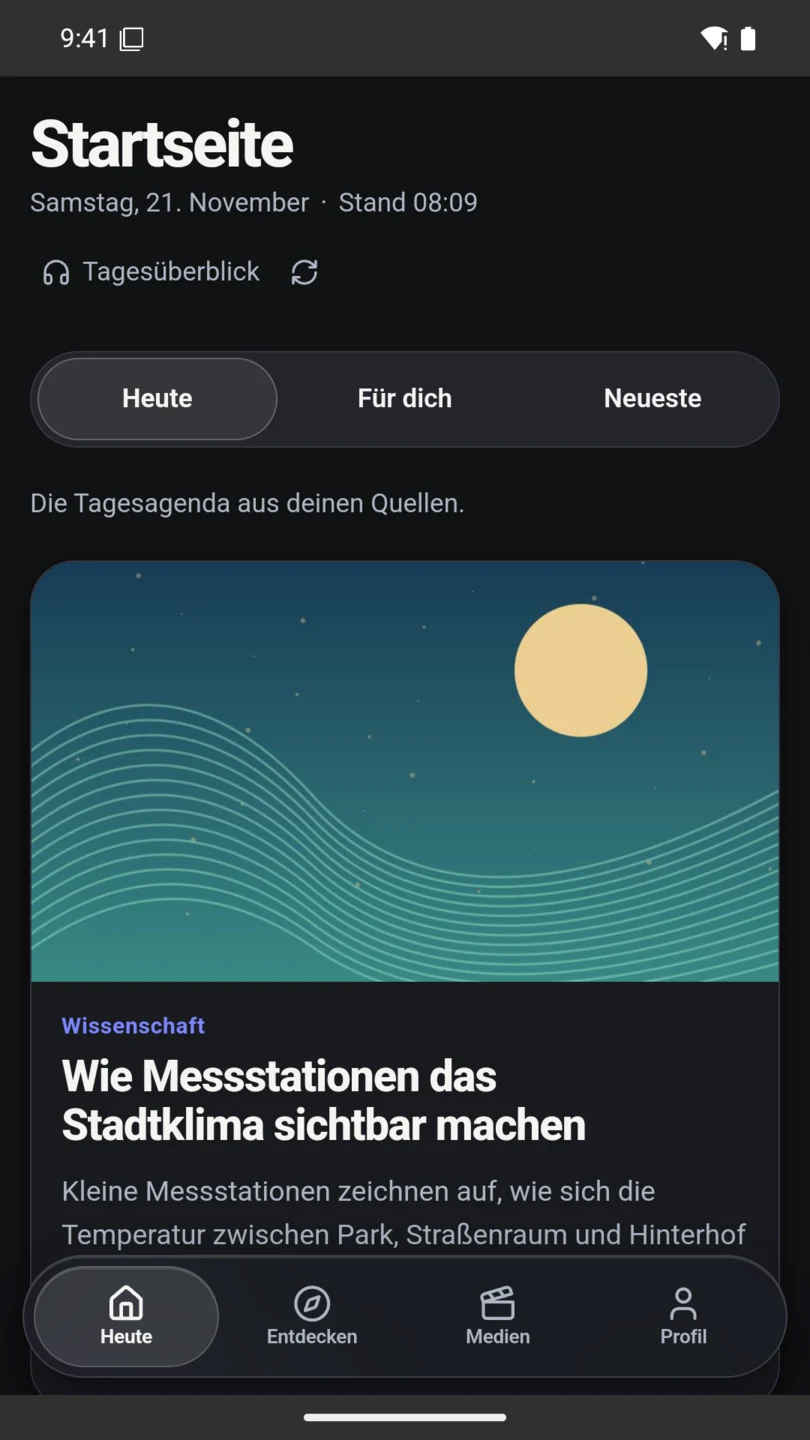 9:41
Startseite
Samstag, 21. November · Stand 08:09
Tagesüberblick
Heute Für dich Neueste
Die Tagesagenda aus deinen Quellen.
Wissenschaft
Wie Messstationen das
Stadtklima sichtbar machen
Kleine Messstationen zeichnen auf, wie sich die
Temperatur zwischen Park, Straßenraum und Hinterhof
Heute Entdecken Medien Profil